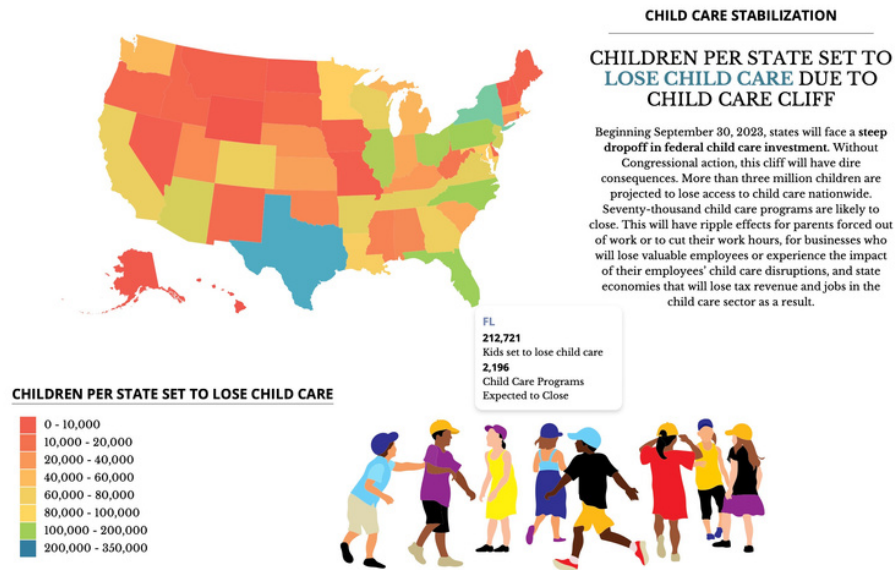 CHILD CARE STABILIZATION
CHILDREN PER STATE SET TO
LOSE CHILD CARE DUE TO
CHILD CARE CLIFF
Beginning September 30, 2023, states will face a steep
dropoff in federal child care investment. Without
Congressional action, this cliff will have dire
consequences. More than three million children are
projected to lose access to child care nationwide.
Seventy-thousand child care programs are likely to
close. This will have ripple effects for parents forced out
of work or to cut their work hours, for businesses who
will lose valuable employees or experience the impact
of their employees' child care disruptions, and state
economies that will lose tax revenue and jobs in the
child care sector as a result.
FL
212,721
Kids set to lose child care
2,196
Child Care Programs
Expected to Close
CHILDREN PER STATE SET TO LOSE CHILD CARE
0 - 10,000
10,000 - 20,000
20,000 - 40,000
40,000 - 60,000
60,000 - 80,000
80,000 - 100,000
100,000 - 200,000
200,000 - 350,000